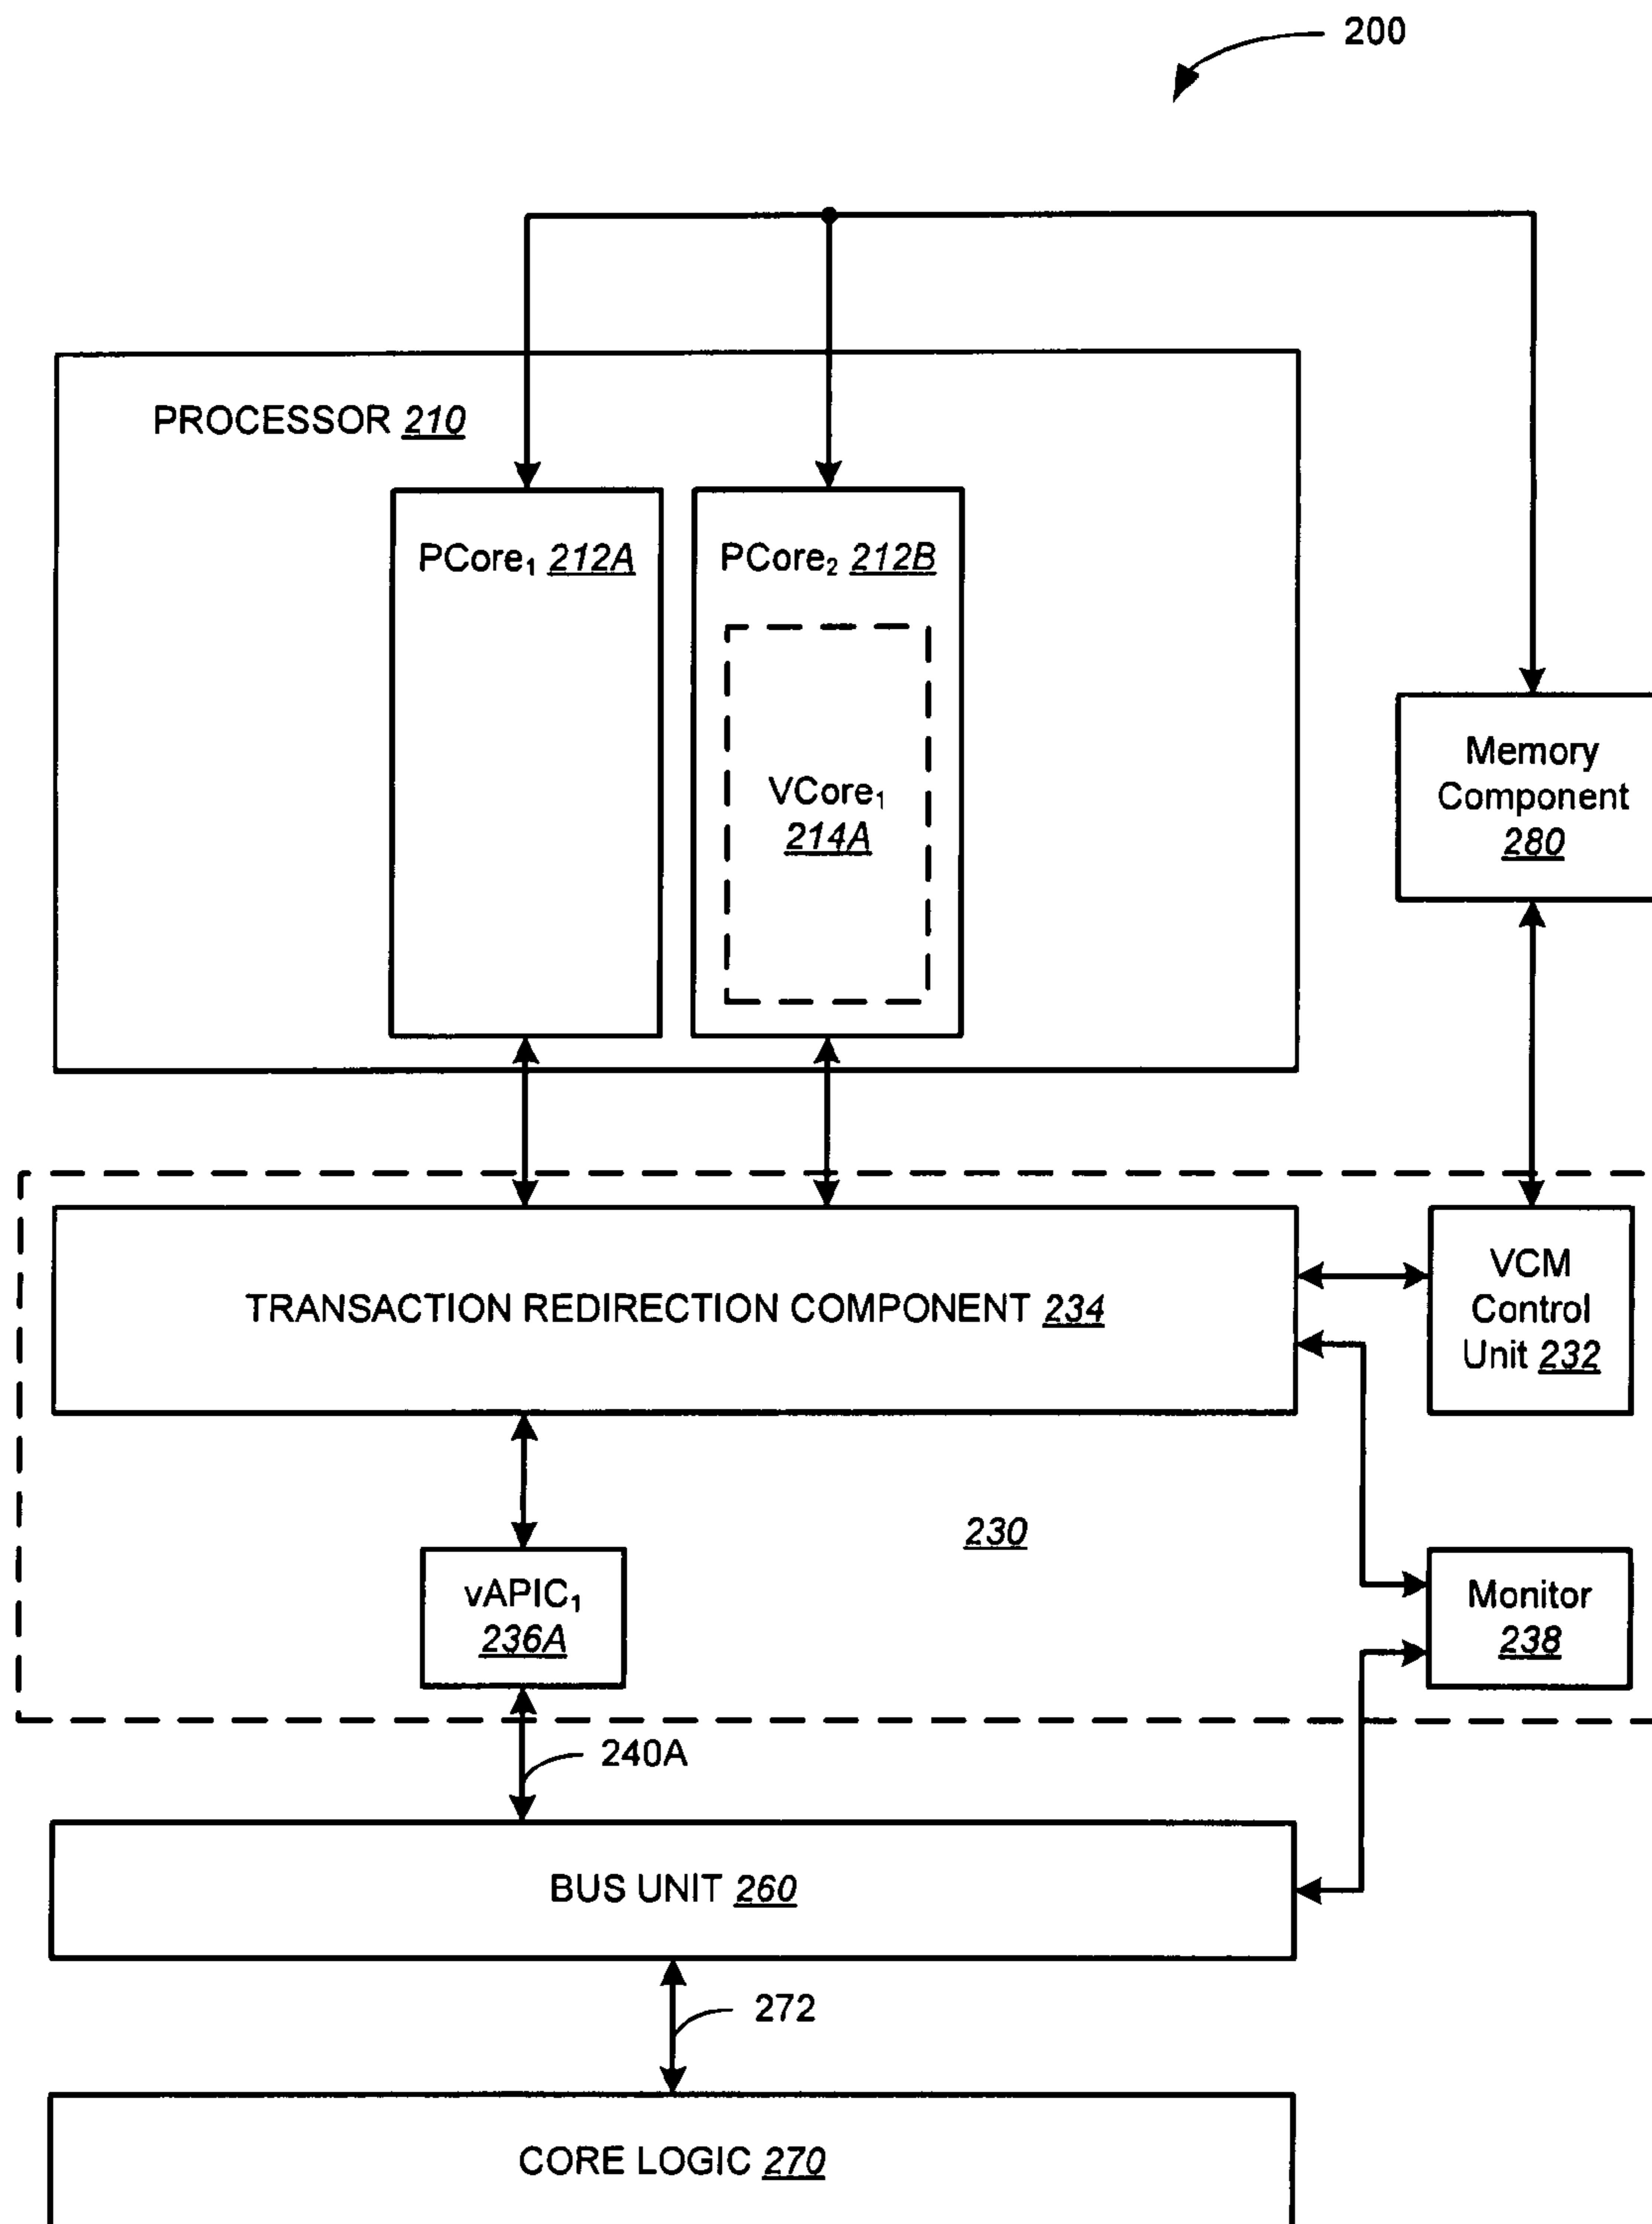 200
PROCESSOR 210
PCore₁ 212A
PCore₂ 212B
VCore₁
214A
Memory
Component
280
TRANSACTION REDIRECTION COMPONENT 234
VCM
Control
Unit 232
230
vAPIC₁
236A
Monitor
238
240A
BUS UNIT 260
272
CORE LOGIC 270